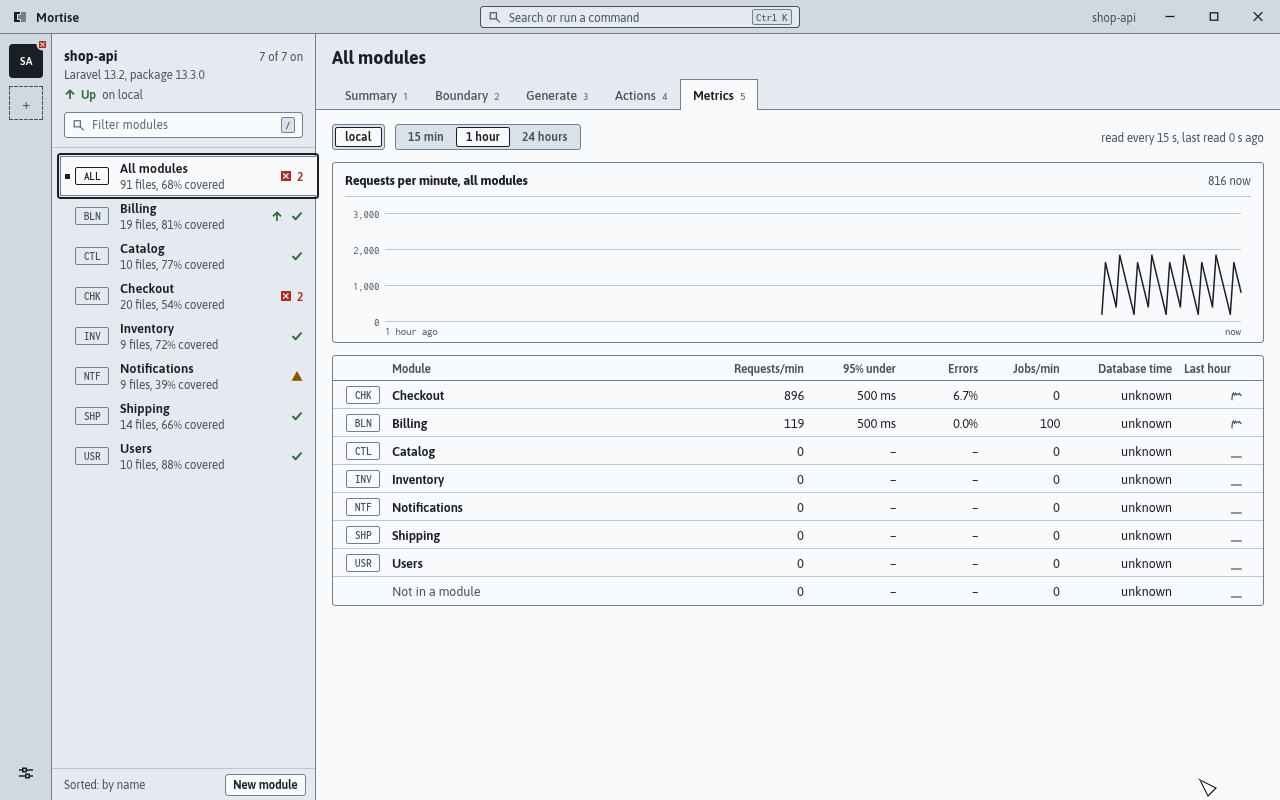 Mortise
Search or run a command
Ctrl K
shop-api
SA
+
shop-api
7 of 7 on
Laravel 13.2, package 13.3.0
Up on local
Filter modules
/
ALL
All modules
91 files, 68% covered
2
BLN
Billing
19 files, 81% covered
CTL
Catalog
10 files, 77% covered
CHK
Checkout
20 files, 54% covered
2
INV
Inventory
9 files, 72% covered
NTF
Notifications
9 files, 39% covered
SHP
Shipping
14 files, 66% covered
USR
Users
10 files, 88% covered
Sorted: by name
New module
All modules
Summary 1
Boundary 2
Generate 3
Actions 4
Metrics 5
local
15 min
1 hour
24 hours
read every 15 s, last read 0 s ago
Requests per minute, all modules
816 now
3,000
2,000
1,000
0
1 hour ago
now
Module Requests/min 95% under Errors Jobs/min Database time Last hour
CHK Checkout 896 500 ms 6.7% 0 unknown
BLN Billing 119 500 ms 0.0% 100 unknown
CTL Catalog 0 – – 0 unknown
INV Inventory 0 – – 0 unknown
NTF Notifications 0 – – 0 unknown
SHP Shipping 0 – – 0 unknown
USR Users 0 – – 0 unknown
Not in a module 0 – – 0 unknown